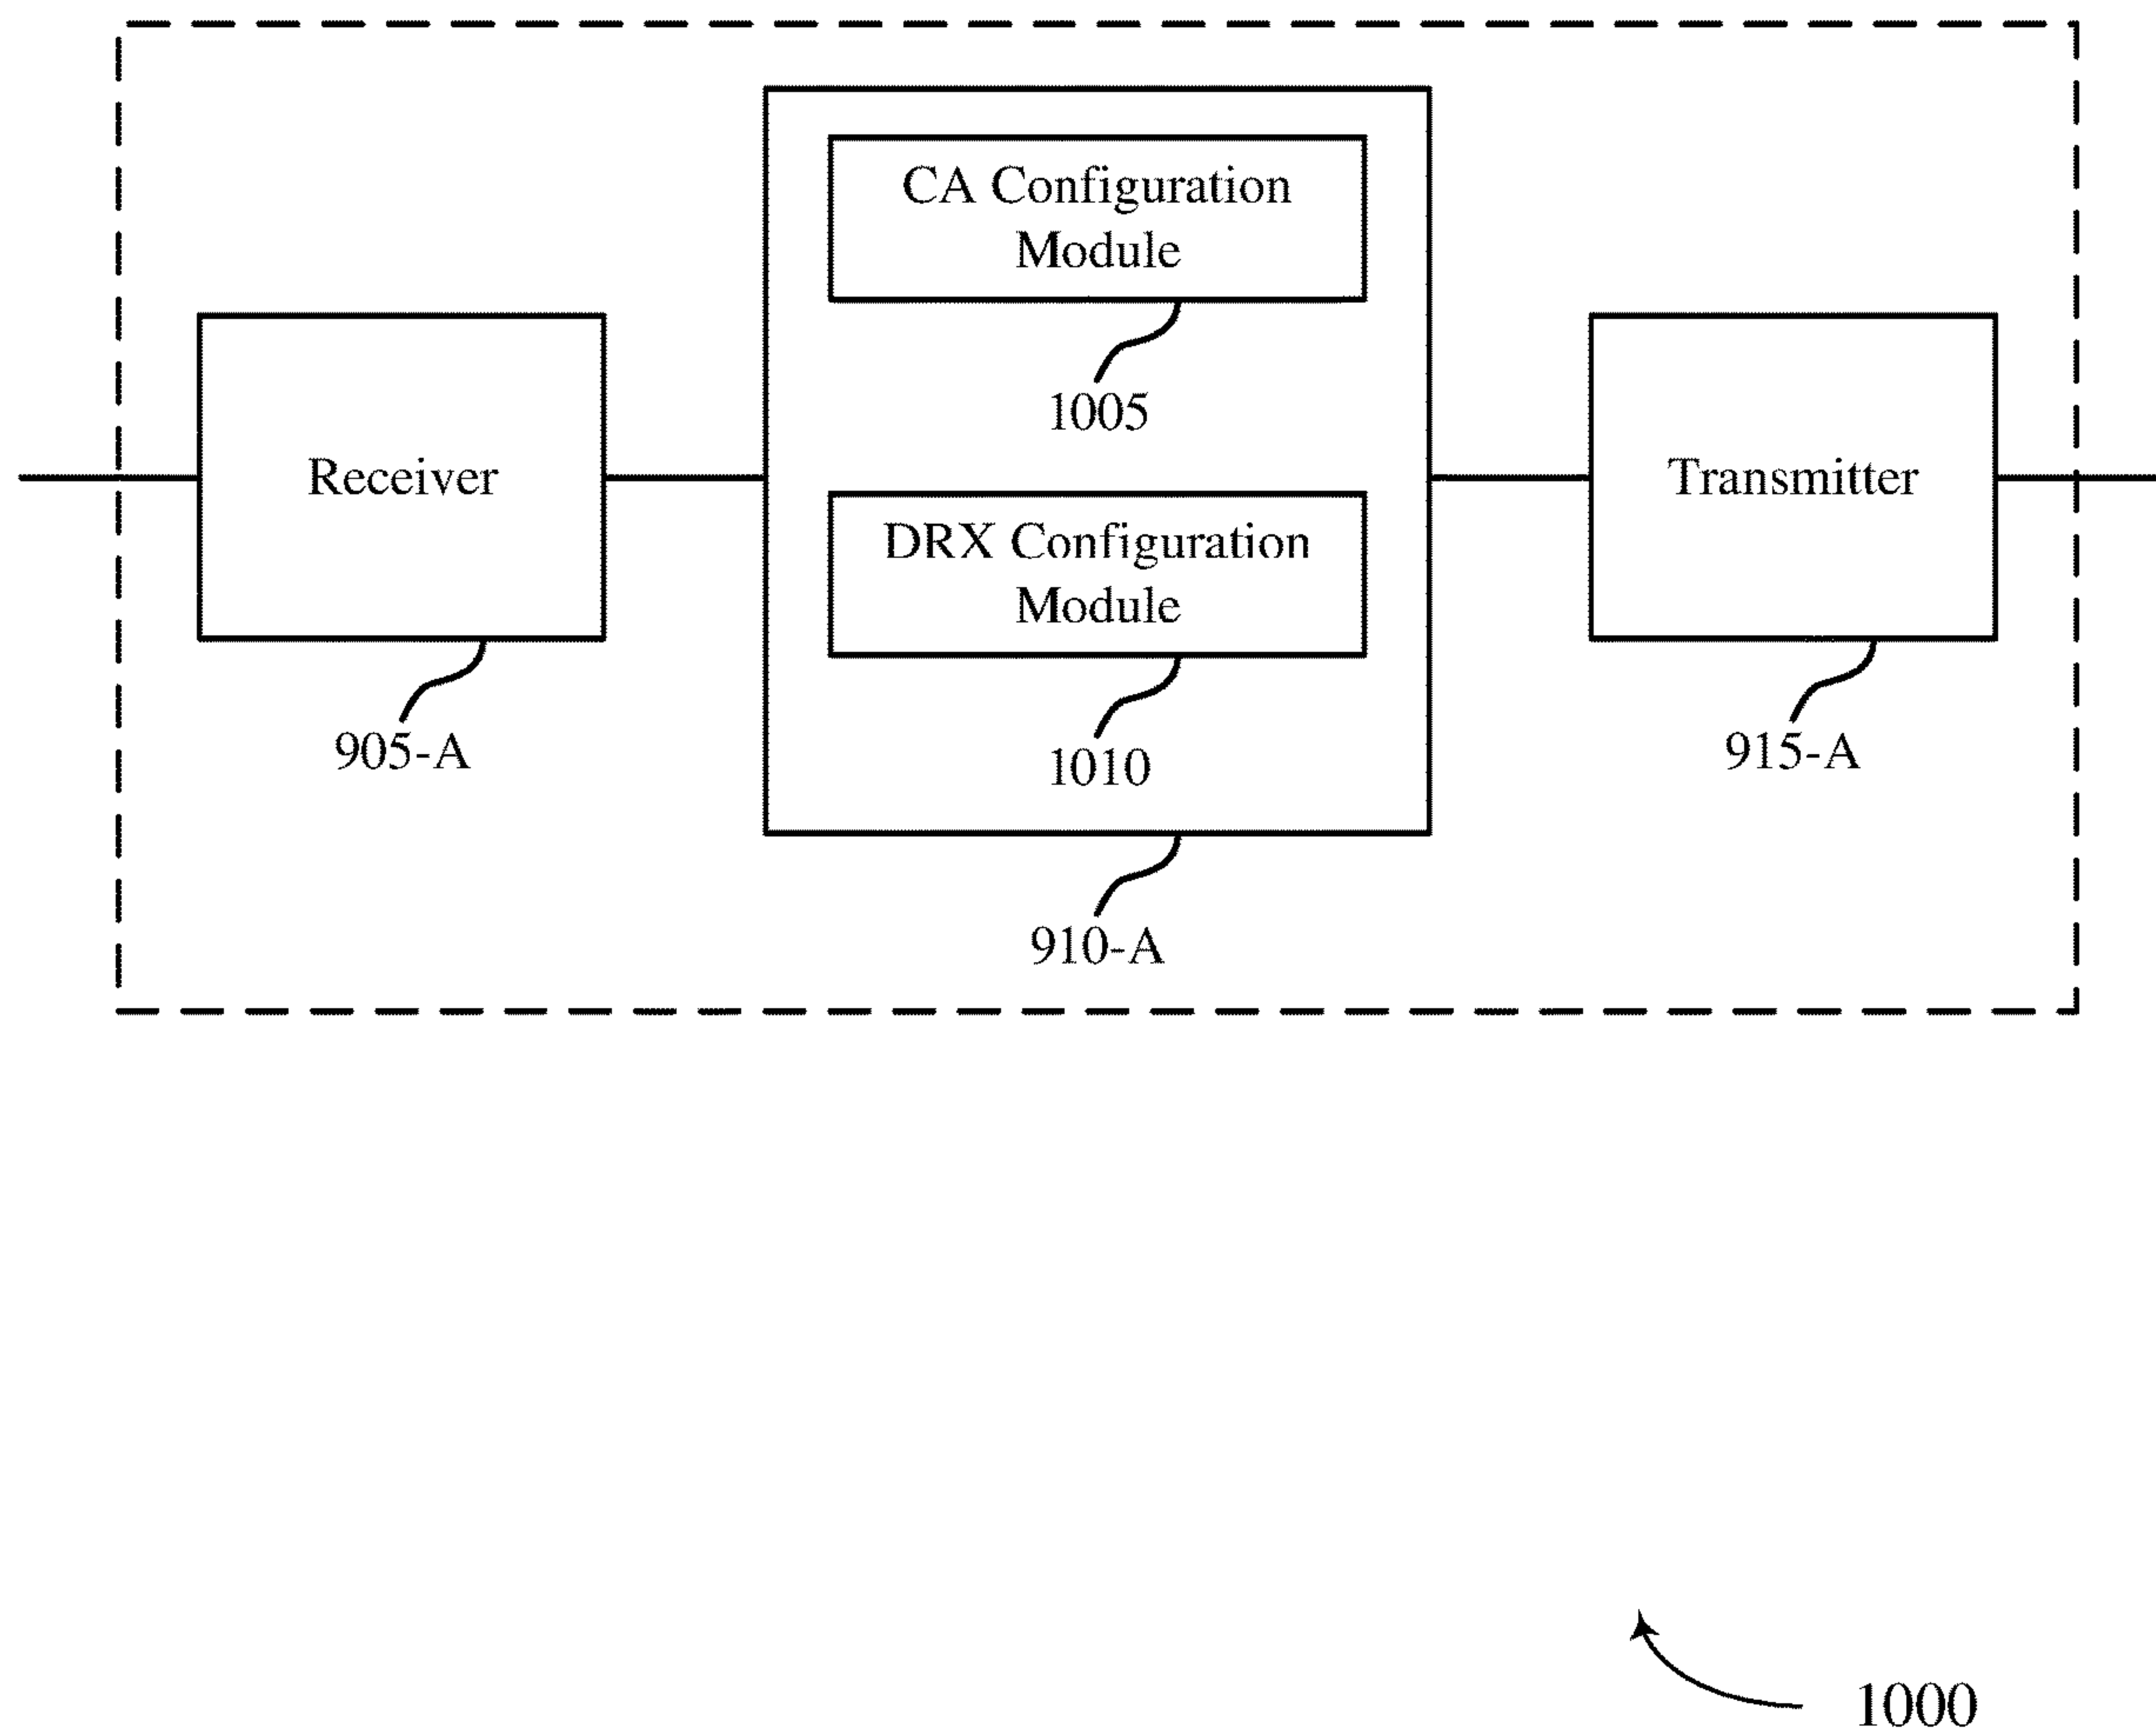 CA Configuration
Module
1005
Receiver
905-A
DRX Configuration
Module
1010
910-A
Transmitter
915-A
1000